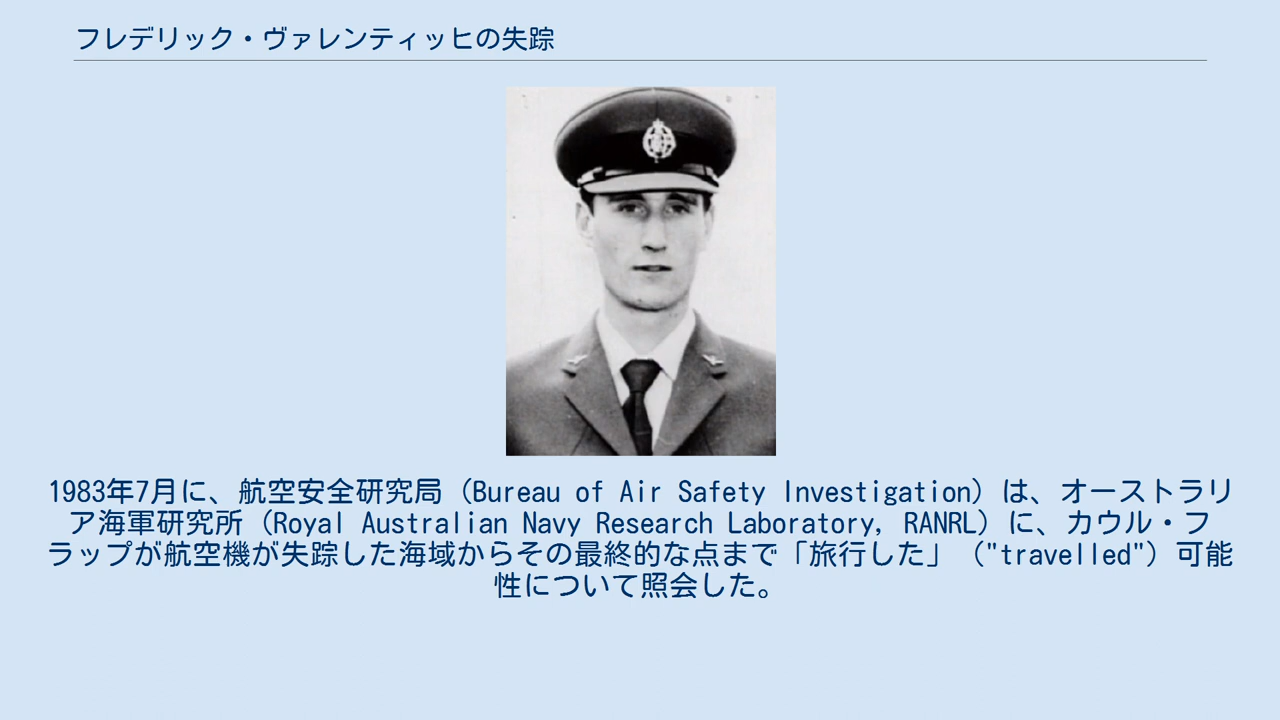 フレデリック・ヴァレンティッヒの失踪
1983年7月に、航空安全研究局（Bureau of Air Safety Investigation）は、オーストラリ
ア海軍研究所（Royal Australian Navy Research Laboratory, RANRL）に、カウル・フ
ラップが航空機が失踪した海域からその最終的な点まで「旅行した」（"travelled"）可能
性について照会した。